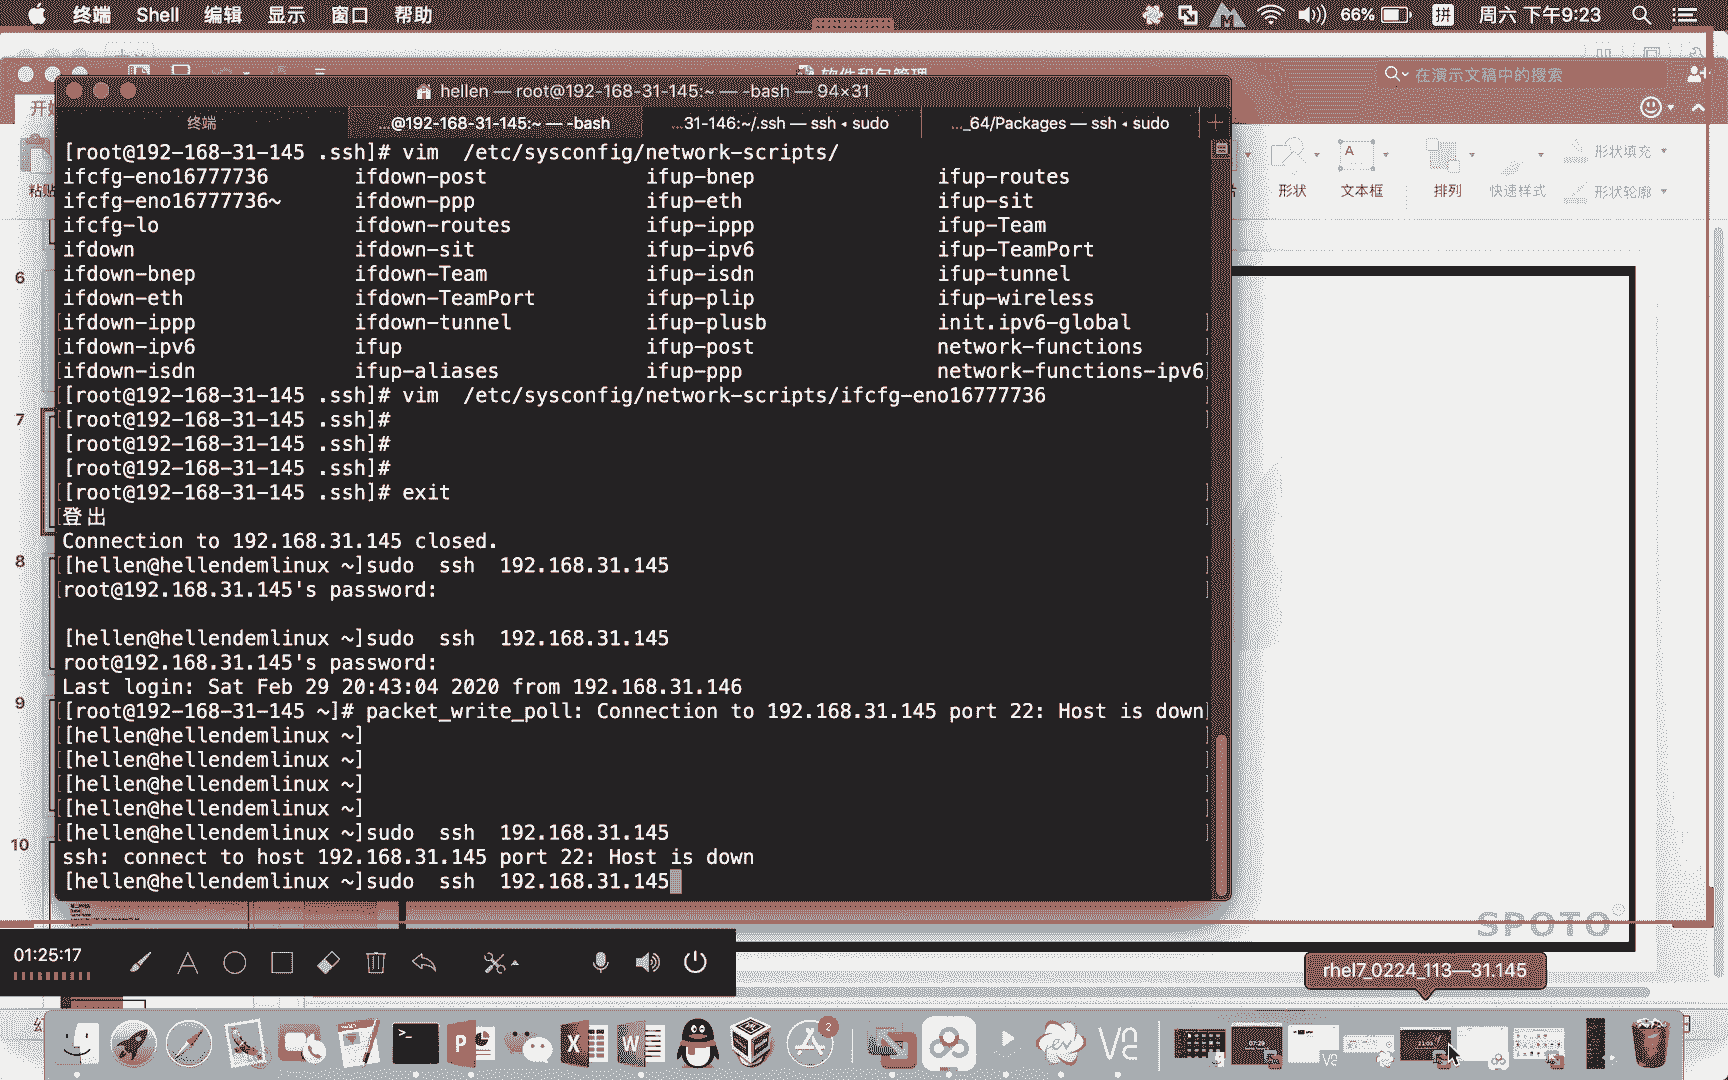 终端 Shell 编辑 显示 窗口 帮助 66% 拼 周六 下午9:23
软件和包管理
在演示文稿中的搜索
hellen — root@192-168-31-145:~ — -bash — 94×31
终端 ...@192-168-31-145:~ — -bash ...31-146:~/.ssh — ssh ◂ sudo ..._64/Packages — ssh ◂ sudo
[root@192-168-31-145 .ssh]# vim  /etc/sysconfig/network-scripts/
ifcfg-eno16777736 ifdown-post ifup-bnep ifup-routes
ifcfg-eno16777736~ ifdown-ppp ifup-eth ifup-sit
ifcfg-lo ifdown-routes ifup-ippp ifup-Team
ifdown ifdown-sit ifup-ipv6 ifup-TeamPort
ifdown-bnep ifdown-Team ifup-isdn ifup-tunnel
ifdown-eth ifdown-TeamPort ifup-plip ifup-wireless
ifdown-ippp ifdown-tunnel ifup-plusb init.ipv6-global
ifdown-ipv6 ifup ifup-post network-functions
ifdown-isdn ifup-aliases ifup-ppp network-functions-ipv6
[root@192-168-31-145 .ssh]# vim  /etc/sysconfig/network-scripts/ifcfg-eno16777736
[root@192-168-31-145 .ssh]#
[root@192-168-31-145 .ssh]#
[root@192-168-31-145 .ssh]#
[root@192-168-31-145 .ssh]# exit
登出
Connection to 192.168.31.145 closed.
[hellen@hellendemlinux ~]sudo  ssh  192.168.31.145
root@192.168.31.145's password:
[hellen@hellendemlinux ~]sudo  ssh  192.168.31.145
root@192.168.31.145's password:
Last login: Sat Feb 29 20:43:04 2020 from 192.168.31.146
[root@192-168-31-145 ~]# packet_write_poll: Connection to 192.168.31.145 port 22: Host is down
[hellen@hellendemlinux ~]
[hellen@hellendemlinux ~]
[hellen@hellendemlinux ~]
[hellen@hellendemlinux ~]
[hellen@hellendemlinux ~]sudo  ssh  192.168.31.145
ssh: connect to host 192.168.31.145 port 22: Host is down
[hellen@hellendemlinux ~]sudo  ssh  192.168.31.145
粘贴
形状
文本框
排列
快速样式
形状填充
形状轮廓
6
7
8
9
10
SPOTO
01:25:17
rhel7_0224_113—31.145
2